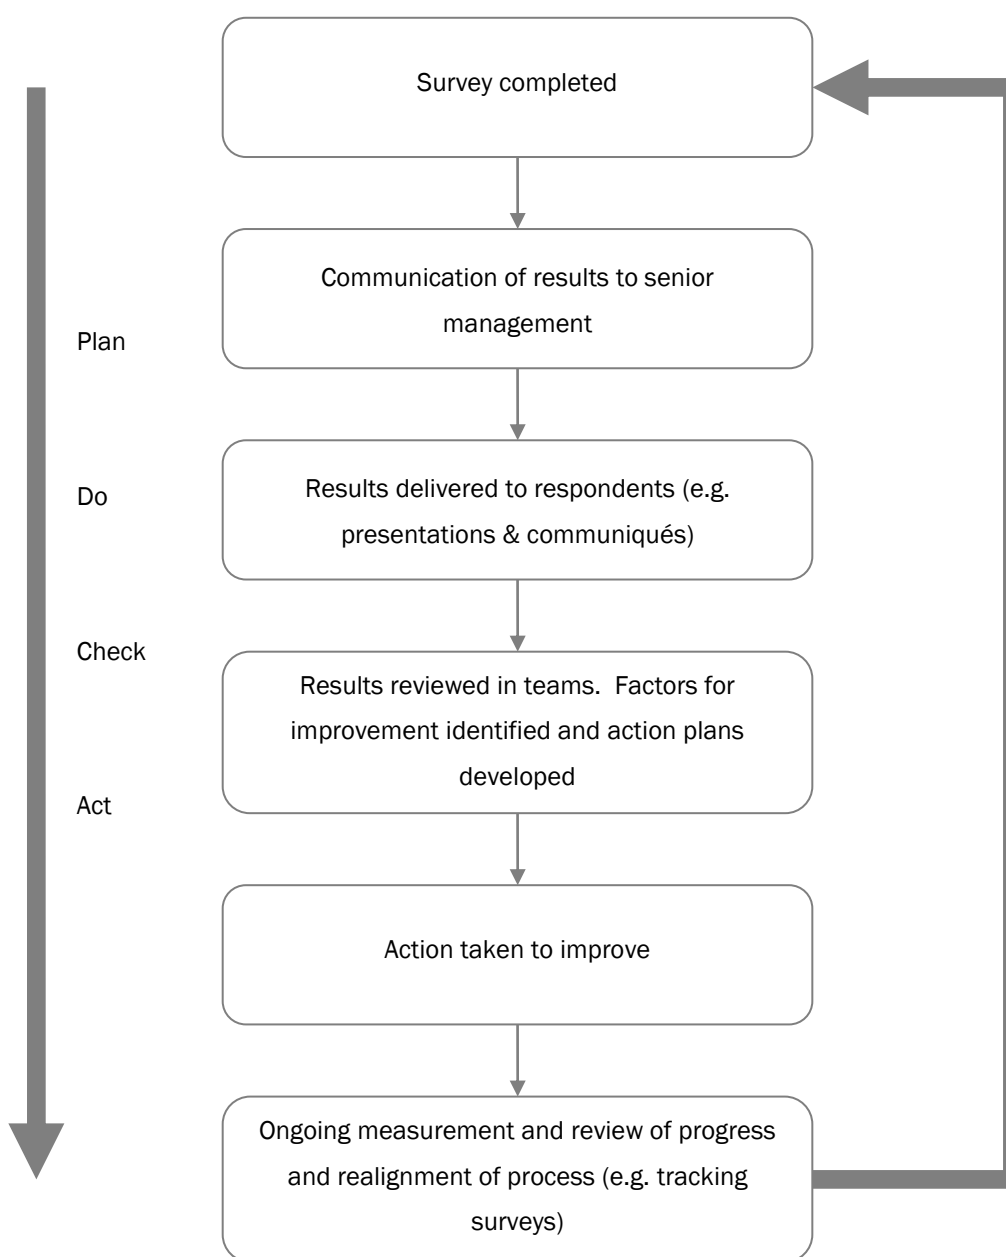 Survey completed
Communication of results to senior
management
Plan
Do
Results delivered to respondents (e.g.
presentations & communiqués)
Check
Results reviewed in teams.  Factors for
improvement identified and action plans
developed
Act
Action taken to improve
Ongoing measurement and review of progress
and realignment of process (e.g. tracking
surveys)